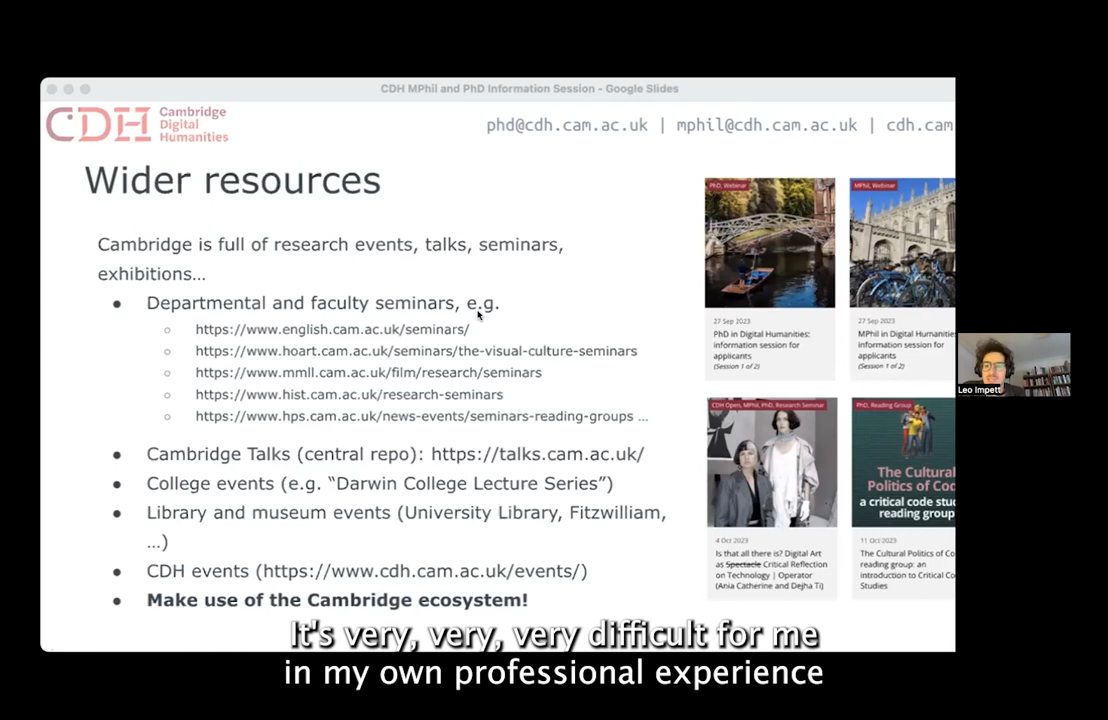 CDH MPhil and PhD Information Session - Google Slides
CDH Cambridge
Digital
Humanities
phd@cdh.cam.ac.uk | mphil@cdh.cam.ac.uk | cdh.cam
Wider resources
Cambridge is full of research events, talks, seminars,
exhibitions…
● Departmental and faculty seminars, e.g.
○ https://www.english.cam.ac.uk/seminars/
○ https://www.hoart.cam.ac.uk/seminars/the-visual-culture-seminars
○ https://www.mmll.cam.ac.uk/film/research/seminars
○ https://www.hist.cam.ac.uk/research-seminars
○ https://www.hps.cam.ac.uk/news-events/seminars-reading-groups …
● Cambridge Talks (central repo): https://talks.cam.ac.uk/
● College events (e.g. “Darwin College Lecture Series”)
● Library and museum events (University Library, Fitzwilliam,
…)
● CDH events (https://www.cdh.cam.ac.uk/events/)
● Make use of the Cambridge ecosystem!
PhD, Webinar
27 Sep 2023
PhD in Digital Humanities:
information session for
applicants
(Session 1 of 2)
MPhil, Webinar
27 Sep 2023
MPhil in Digital Humanities
information session for
applicants
(Session 1 of 2)
CDH Open, MPhil, PhD, Research Seminar
4 Oct 2023
Is that all there is? Digital Art
as Spectacle Critical Reflection
on Technology | Operator
(Ania Catherine and Dejha Ti)
PhD, Reading Group
The Cultural
Politics of Cod
a critical code stu
reading group
11 Oct 2023
The Cultural Politics of Co
reading group: an
introduction to Critical Co
Studies
Leo Impett
It's very, very, very difficult for me
in my own professional experience